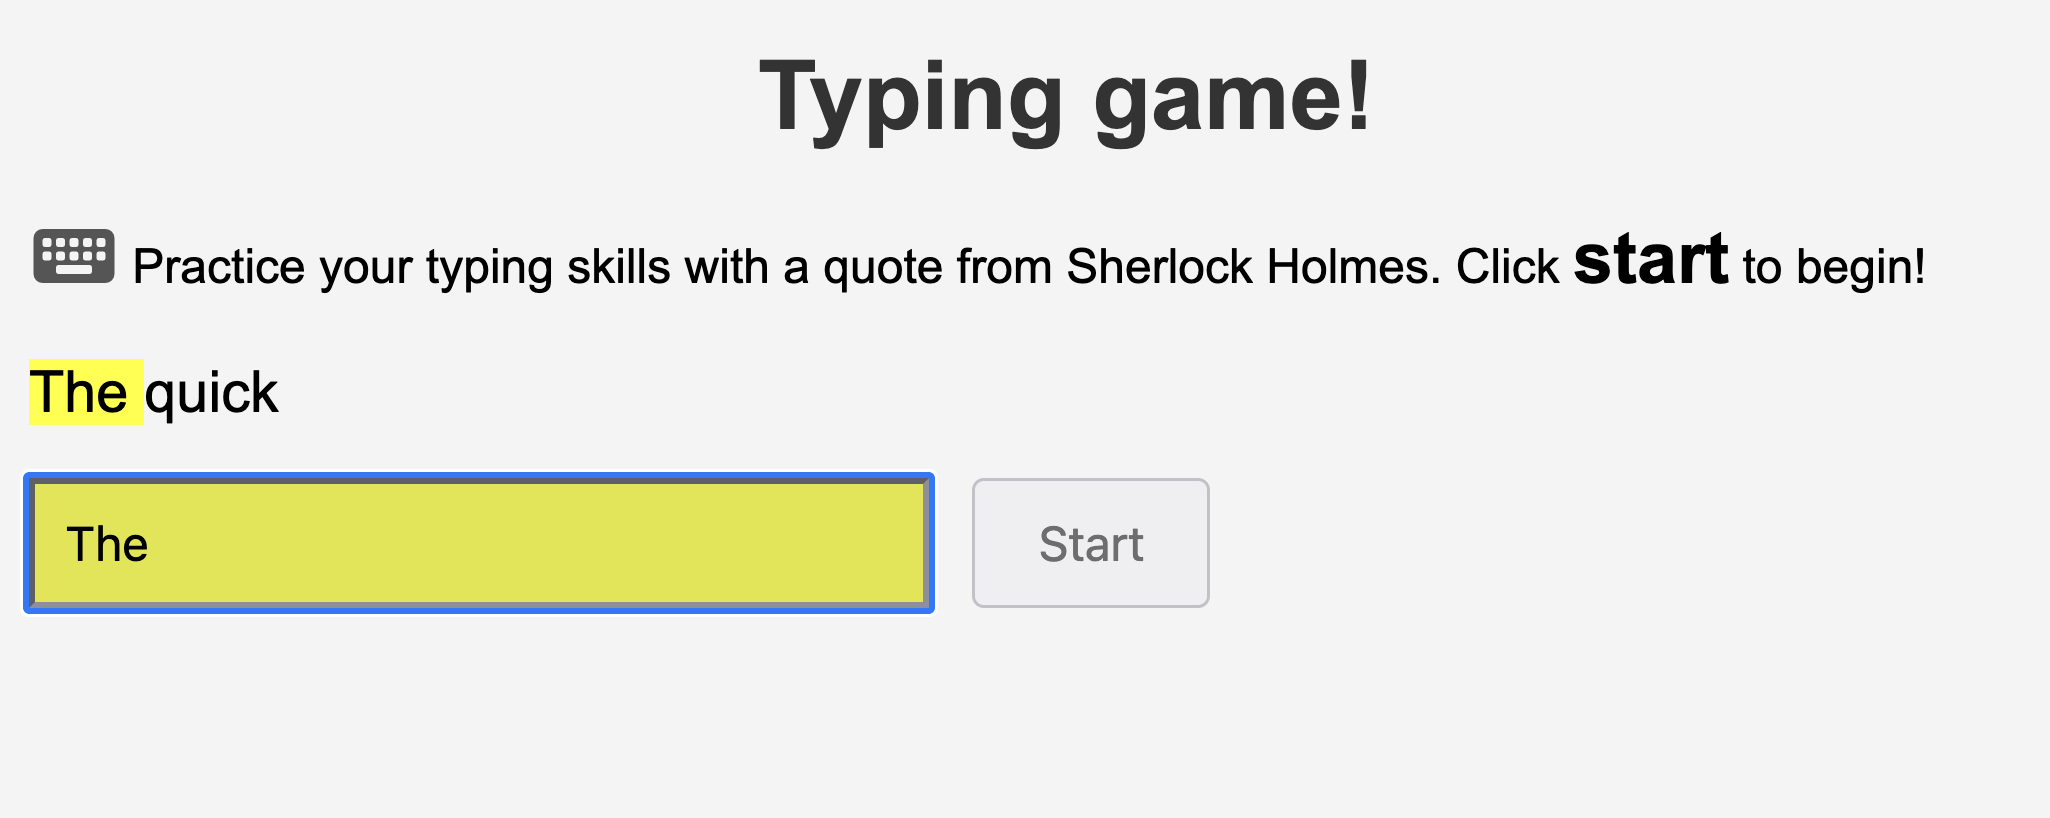 Typing game!
Practice your typing skills with a quote from Sherlock Holmes. Click start to begin!
The quick
The
Start